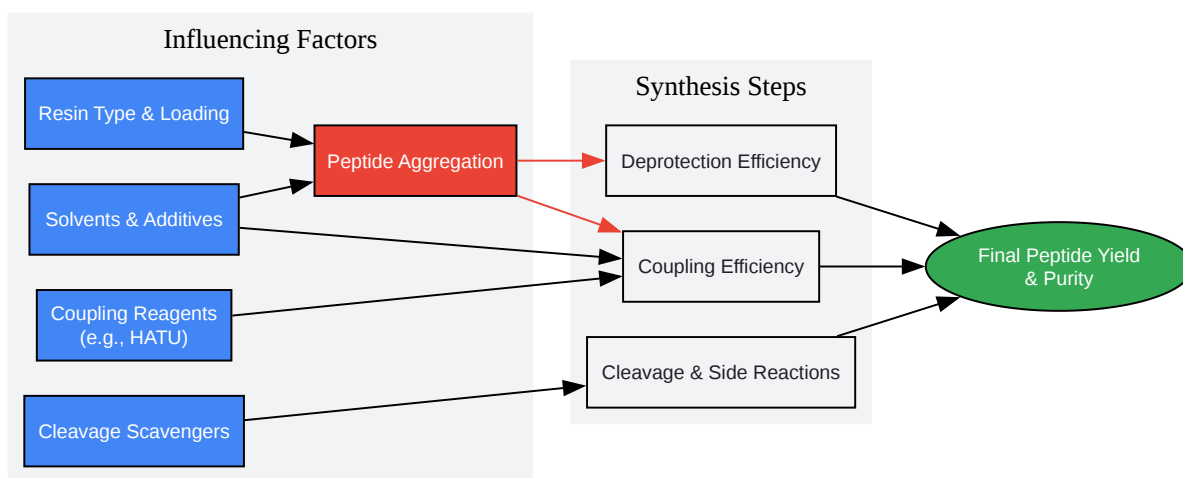 Influencing Factors
Resin Type & Loading
Solvents & Additives
Coupling Reagents
(e.g., HATU)
Cleavage Scavengers
Peptide Aggregation
Synthesis Steps
Deprotection Efficiency
Coupling Efficiency
Cleavage & Side Reactions
Final Peptide Yield
& Purity